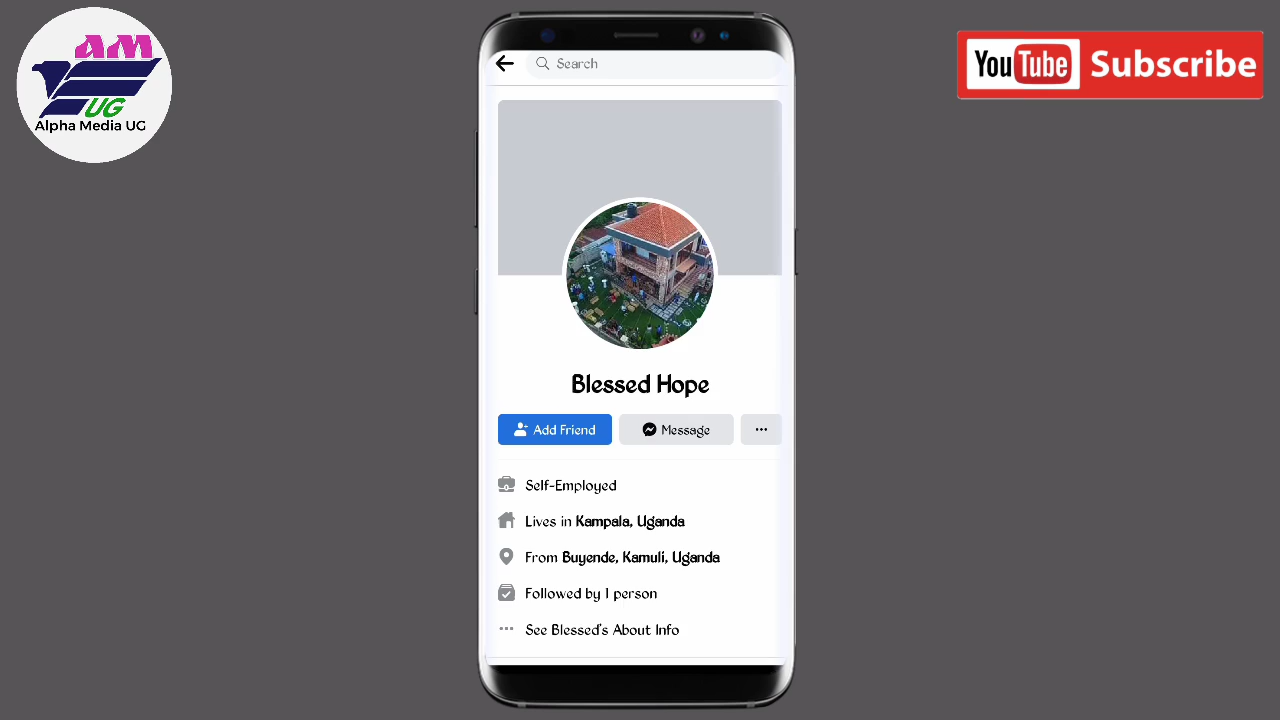 AM
UG
Alpha Media UG
YouTube Subscribe
Search
Blessed Hope
Add Friend
Message
Self-Employed
Lives in Kampala, Uganda
From Buyende, Kamuli, Uganda
Followed by 1 person
See Blessed's About Info